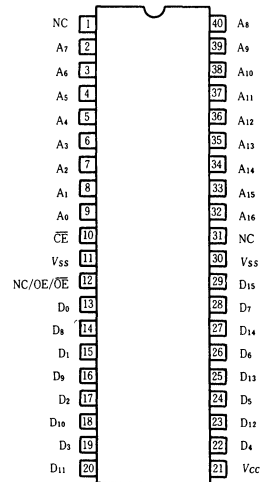 NC 1 40 A8
A7 2 39 A9
A6 3 38 A10
A5 4 37 A11
A4 5 36 A12
A3 6 35 A13
A2 7 34 A14
A1 8 33 A15
A0 9 32 A16
C̅E̅ 10 31 NC
VSS 11 30 VSS
NC/OE/O̅E̅ 12 29 D15
D0 13 28 D7
D8 14 27 D14
D1 15 26 D6
D9 16 25 D13
D2 17 24 D5
D10 18 23 D12
D3 19 22 D4
D11 20 21 VCC